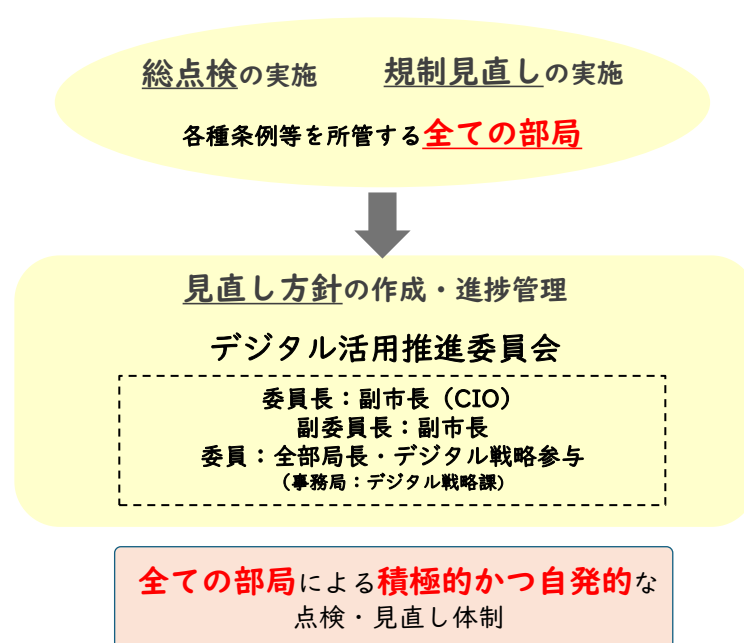 総点検の実施 規制見直しの実施
各種条例等を所管する全ての部局
見直し方針の作成・進捗管理
デジタル活用推進委員会
委員長：副市長（CIO）
副委員長：副市長
委員：全部局長・デジタル戦略参与
（事務局：デジタル戦略課）
全ての部局による積極的かつ自発的な
点検・見直し体制